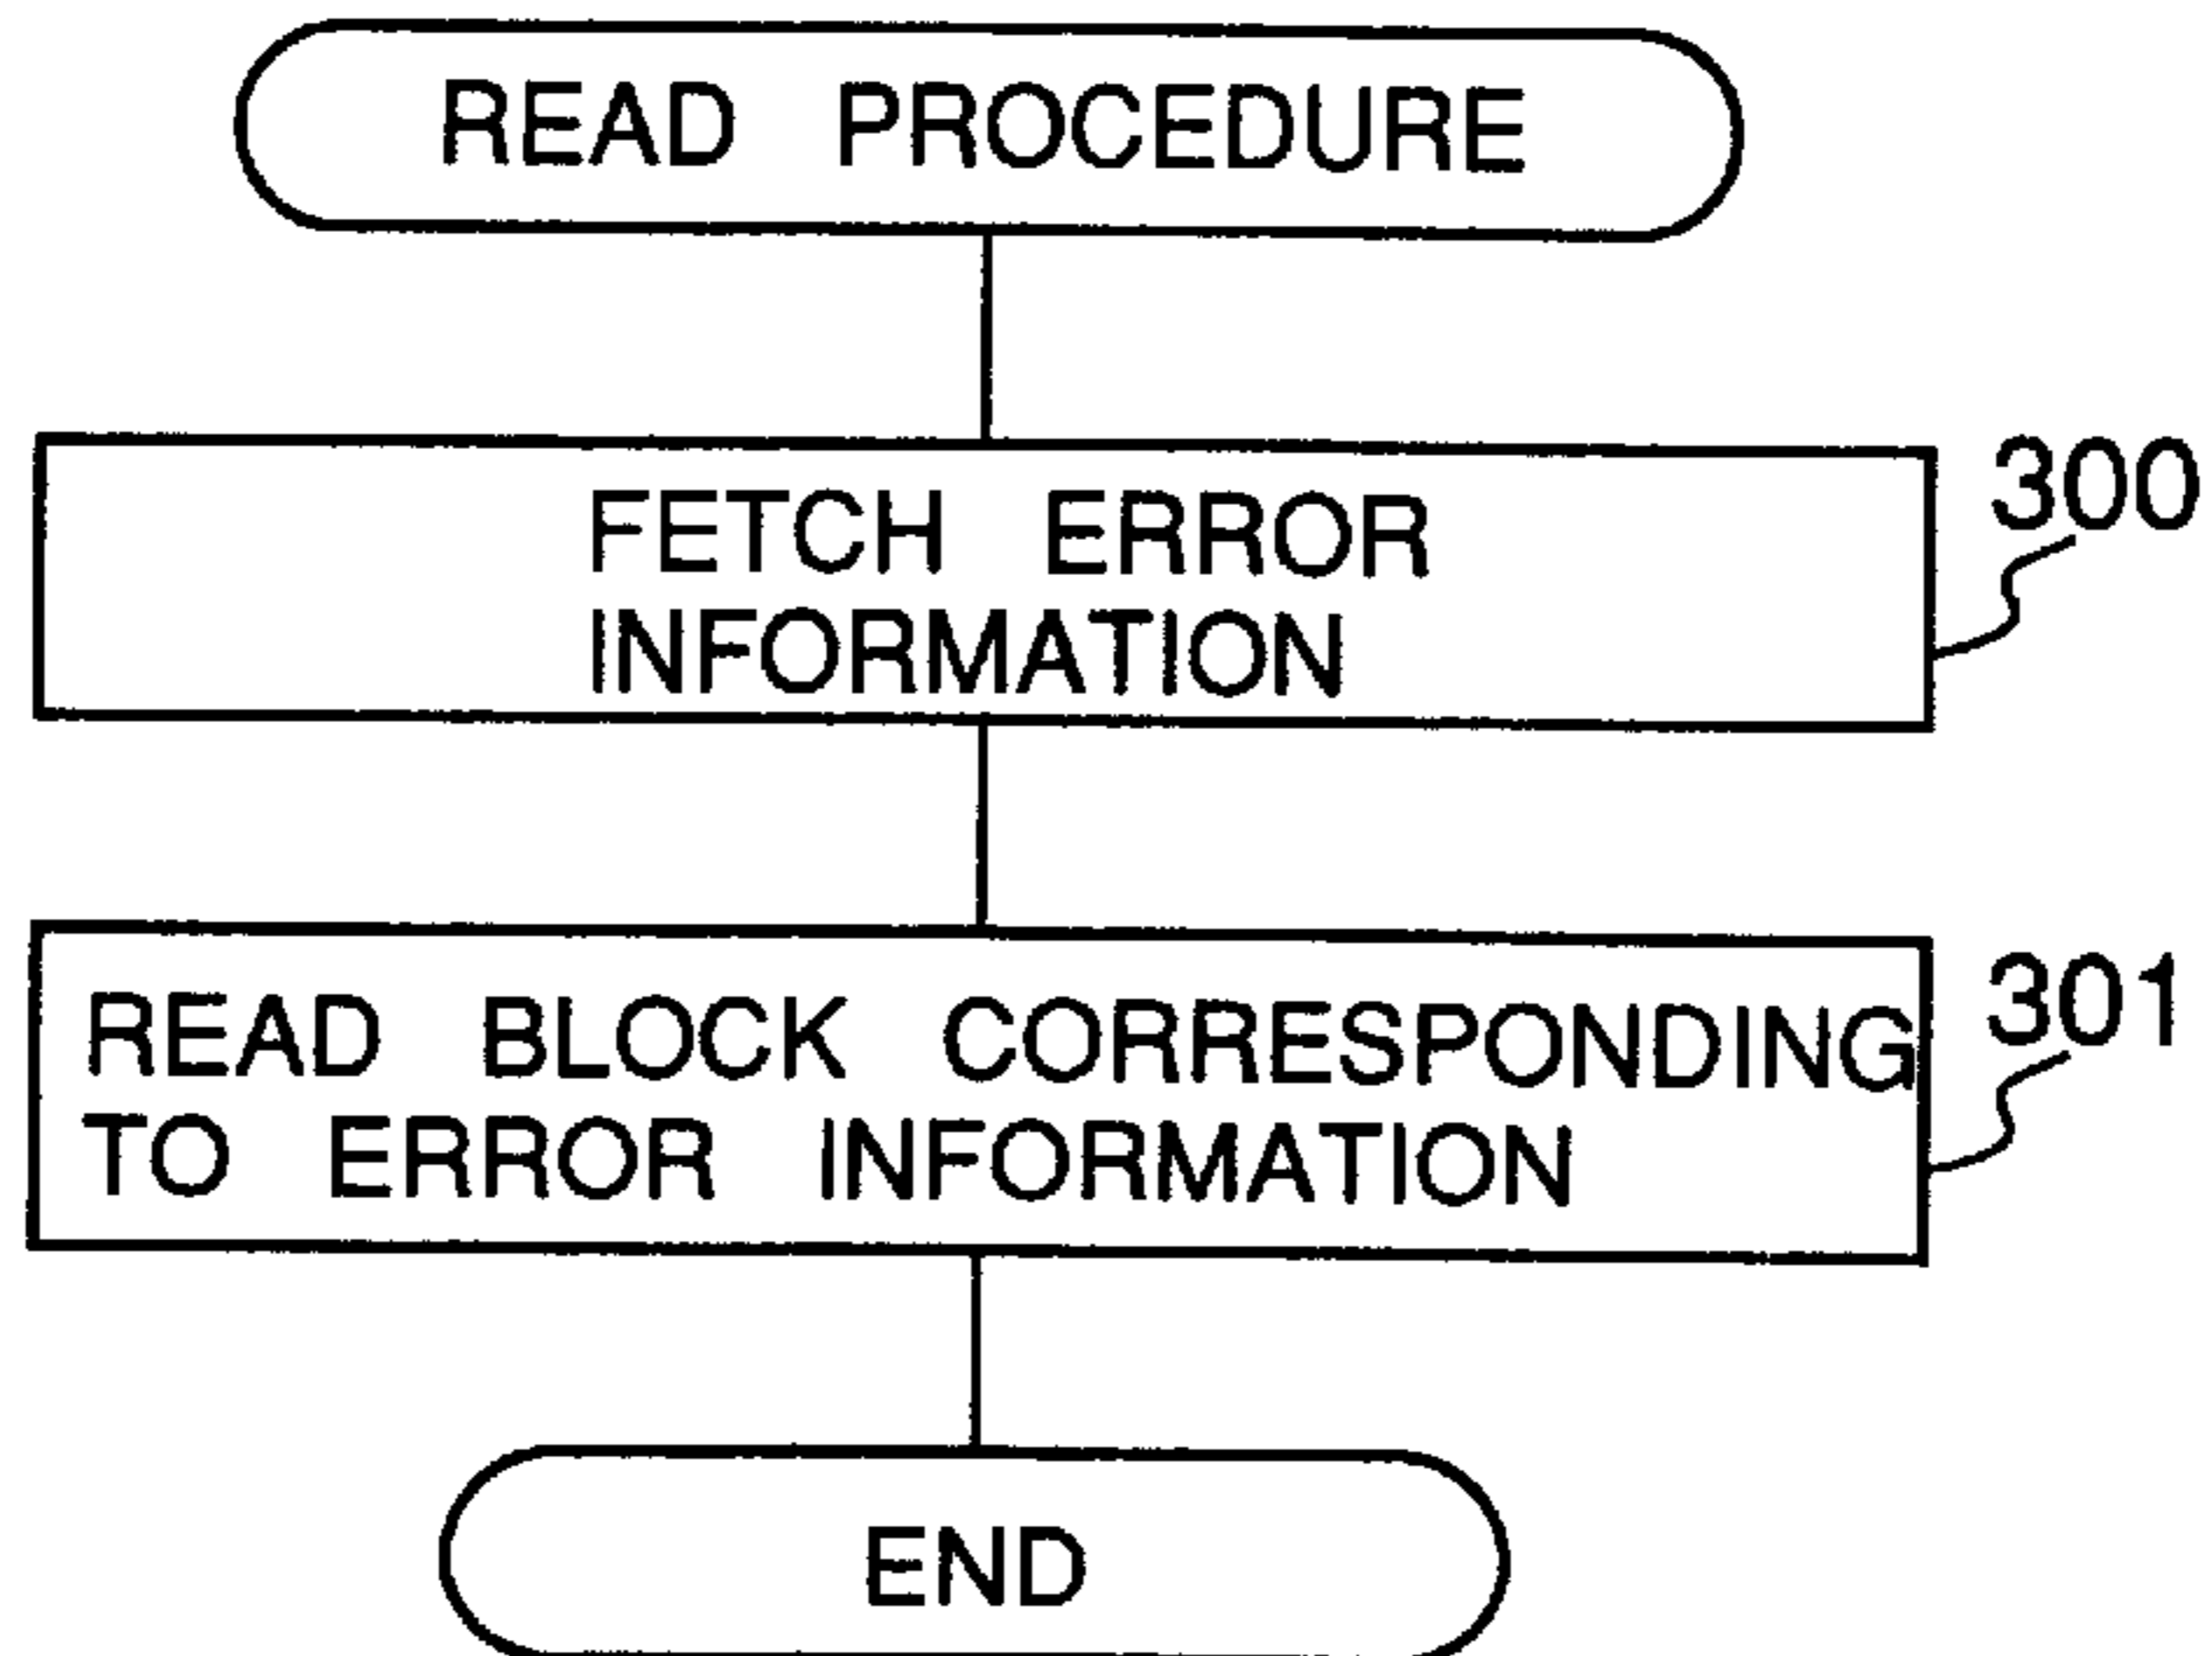 READ PROCEDURE
FETCH ERROR
INFORMATION
300
READ BLOCK CORRESPONDING
TO ERROR INFORMATION
301
END